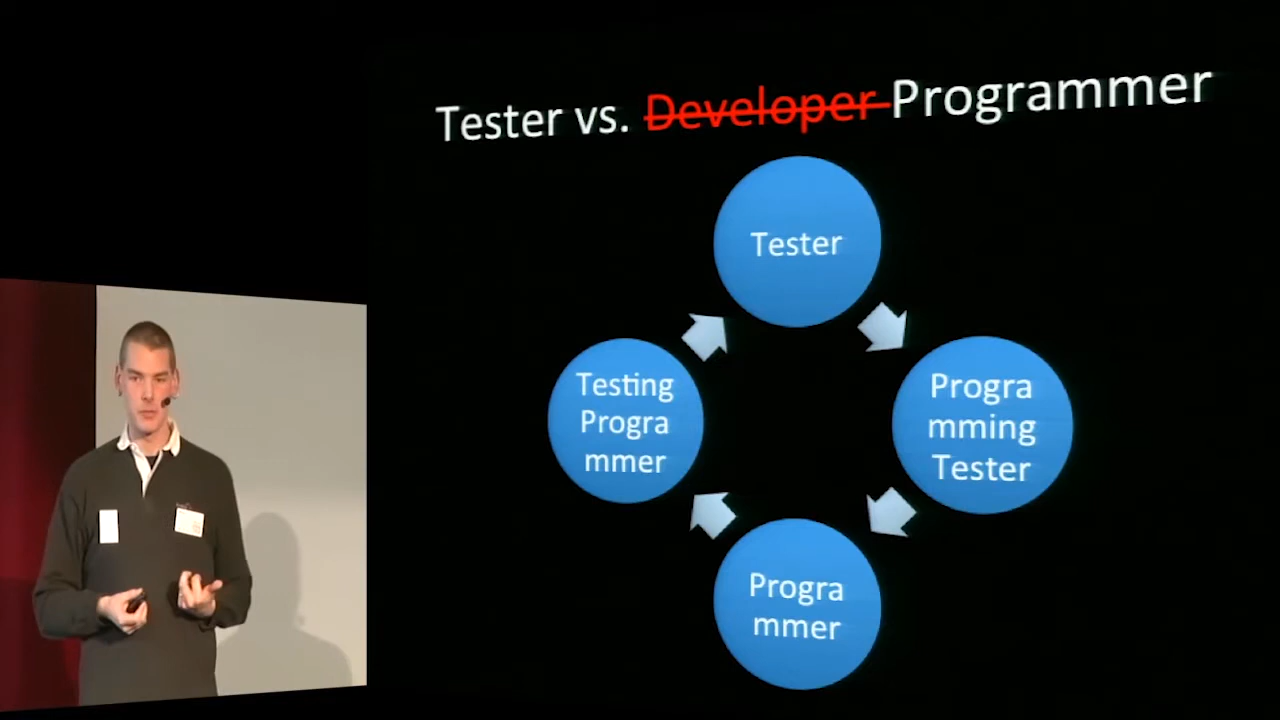 Tester vs. Developer Programmer
Tester
Testing
Progra
mmer
Progra
mming
Tester
Progra
mmer